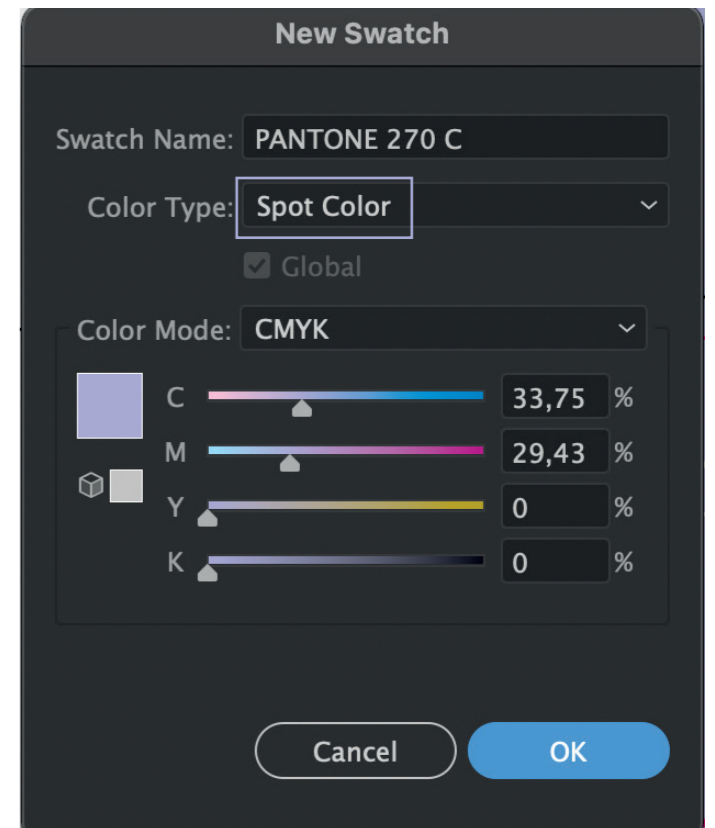 New Swatch
Swatch Name: PANTONE 270 C
Color Type: Spot Color
Global
Color Mode: CMYK
C 33,75 %
M 29,43 %
Y 0 %
K 0 %
Cancel OK